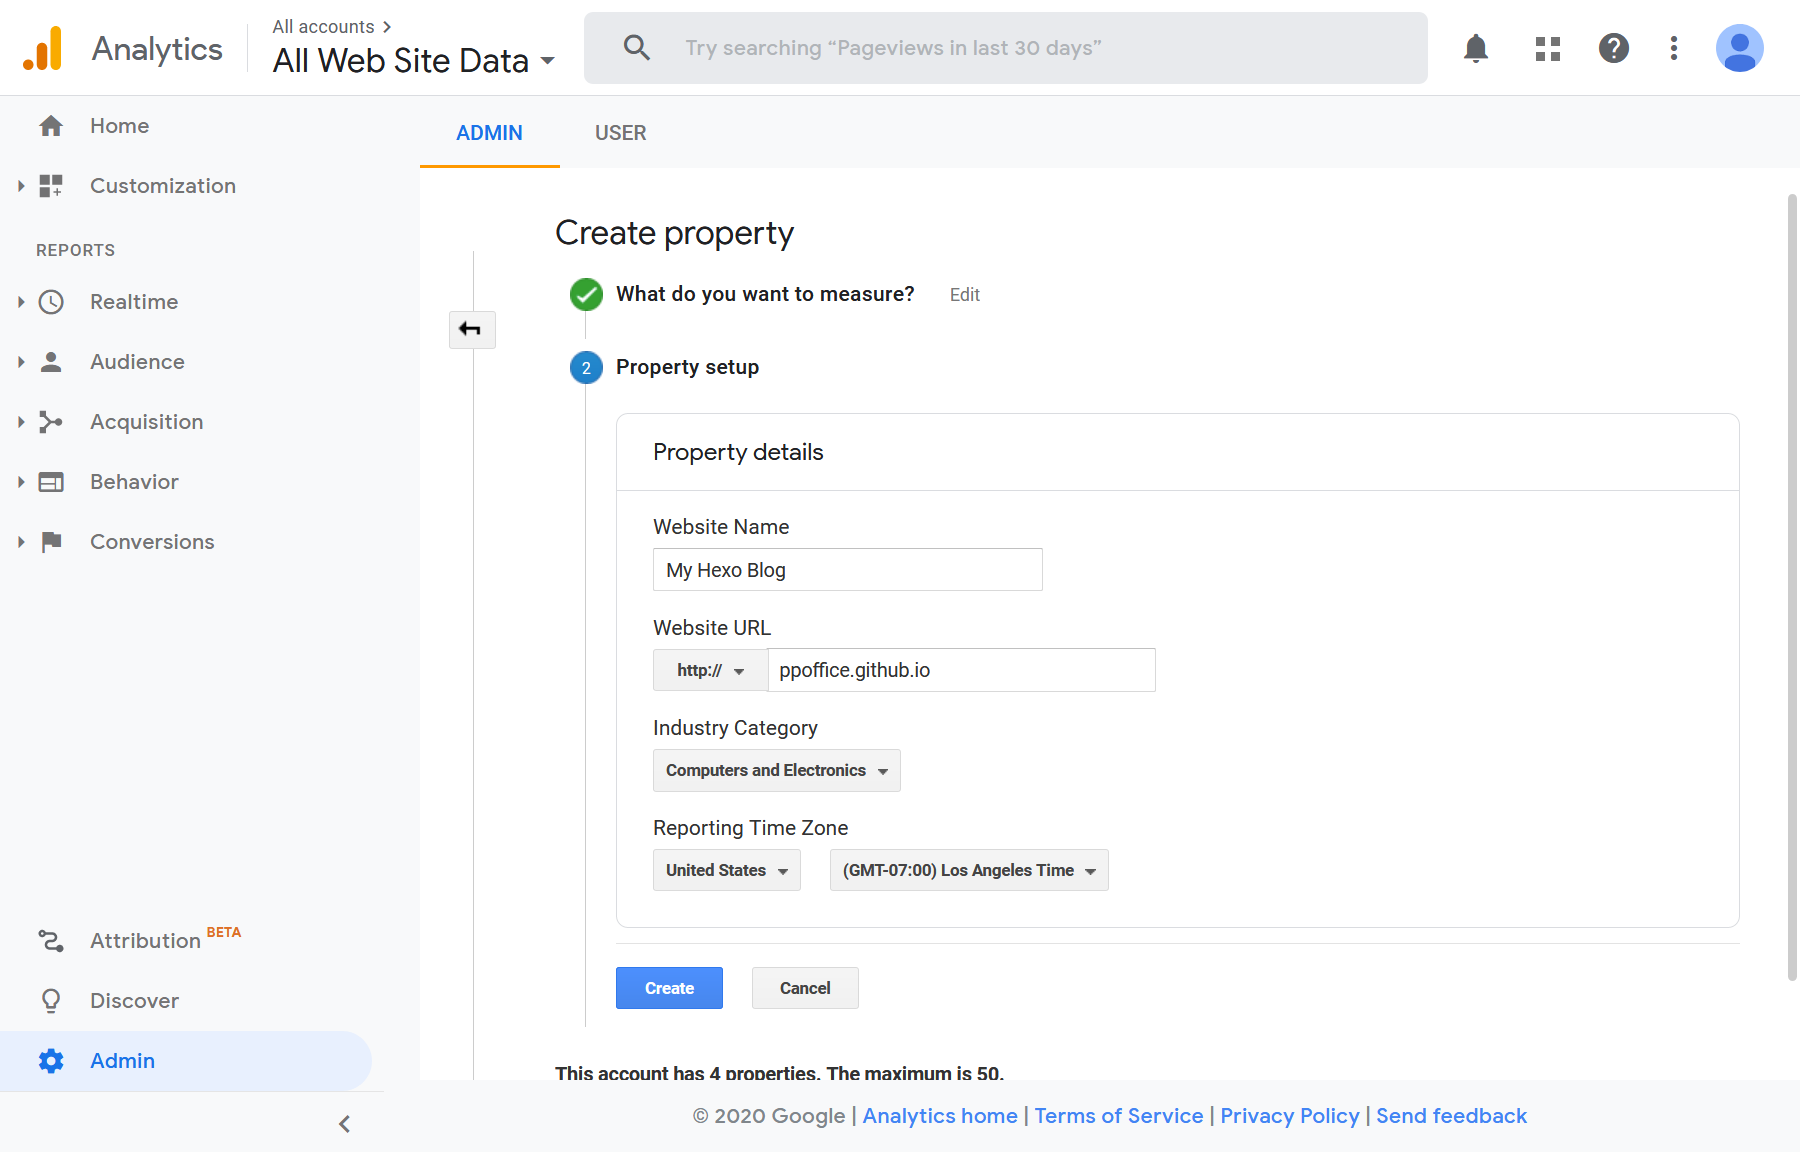 Analytics
All accounts >
All Web Site Data
Try searching “Pageviews in last 30 days”
Home
Customization
REPORTS
Realtime
Audience
Acquisition
Behavior
Conversions
Attribution BETA
Discover
Admin
ADMIN
USER
Create property
What do you want to measure? Edit
2 Property setup
Property details
Website Name
My Hexo Blog
Website URL
http:// ppoffice.github.io
Industry Category
Computers and Electronics
Reporting Time Zone
United States (GMT-07:00) Los Angeles Time
Create Cancel
This account has 4 properties. The maximum is 50.
© 2020 Google | Analytics home | Terms of Service | Privacy Policy | Send feedback